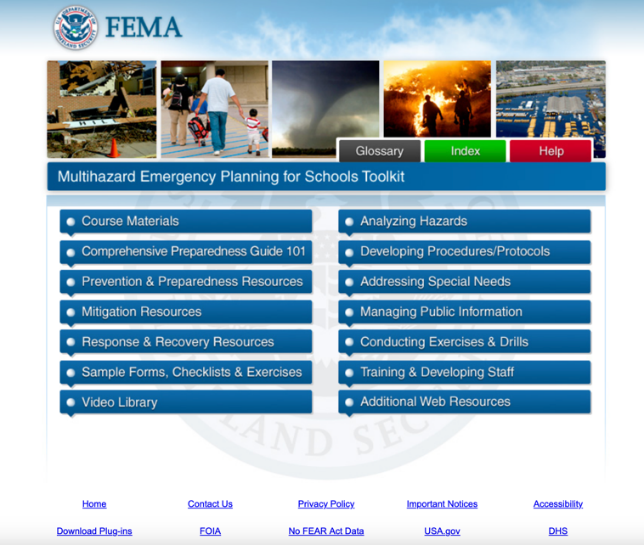 FEMA
Glossary
Index
Help
Multihazard Emergency Planning for Schools Toolkit
Course Materials
Comprehensive Preparedness Guide 101
Prevention & Preparedness Resources
Mitigation Resources
Response & Recovery Resources
Sample Forms, Checklists & Exercises
Video Library
Analyzing Hazards
Developing Procedures/Protocols
Addressing Special Needs
Managing Public Information
Conducting Exercises & Drills
Training & Developing Staff
Additional Web Resources
LAND SEC
Home Contact Us Privacy Policy Important Notices Accessibility
Download Plug-ins FOIA No FEAR Act Data USA.gov DHS